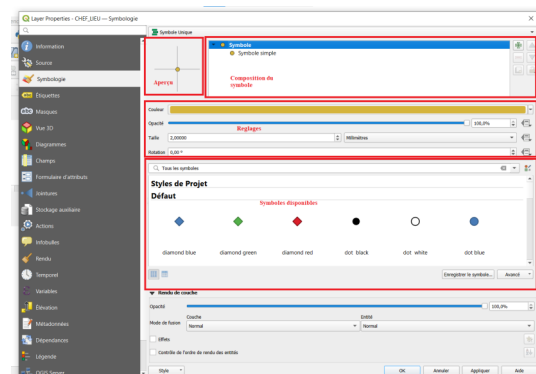 Layer Properties - CHEF_LIEU — Symbologie
Information
Source
Symbologie
Étiquettes
abc Masques
Vue 3D
Diagrammes
Champs
Formulaire d'attributs
Jointures
Stockage auxiliaire
Actions
Infobulles
Rendu
Temporel
Variables
Élévation
Métadonnées
Dépendances
Légende
QGIS Server
Symbole Unique
Aperçu
Symbole
Symbole simple
Composition du
symbole
Couleur
Opacité
100,0%
Reglages
Taille
2,00000
Millimètres
Rotation
0,00 °
Tous les symboles
Styles de Projet
Défaut
Symboles disponibles
diamond blue
diamond green
diamond red
dot black
dot white
dot blue
Enregistrer le symbole...
Avancé
Rendu de couche
Opacité
100,0%
Couche
Entité
Mode de fusion
Normal
Normal
Effets
Contrôle de l'ordre de rendu des entités
Style
OK
Annuler
Appliquer
Aide